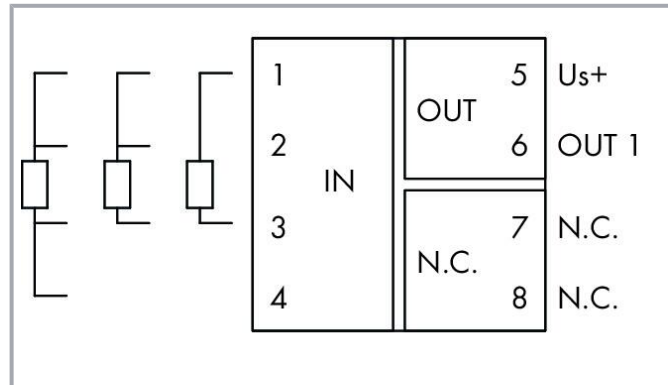 1 5 Us+
OUT
2 6 OUT 1
IN
3 7 N.C.
N.C.
4 8 N.C.